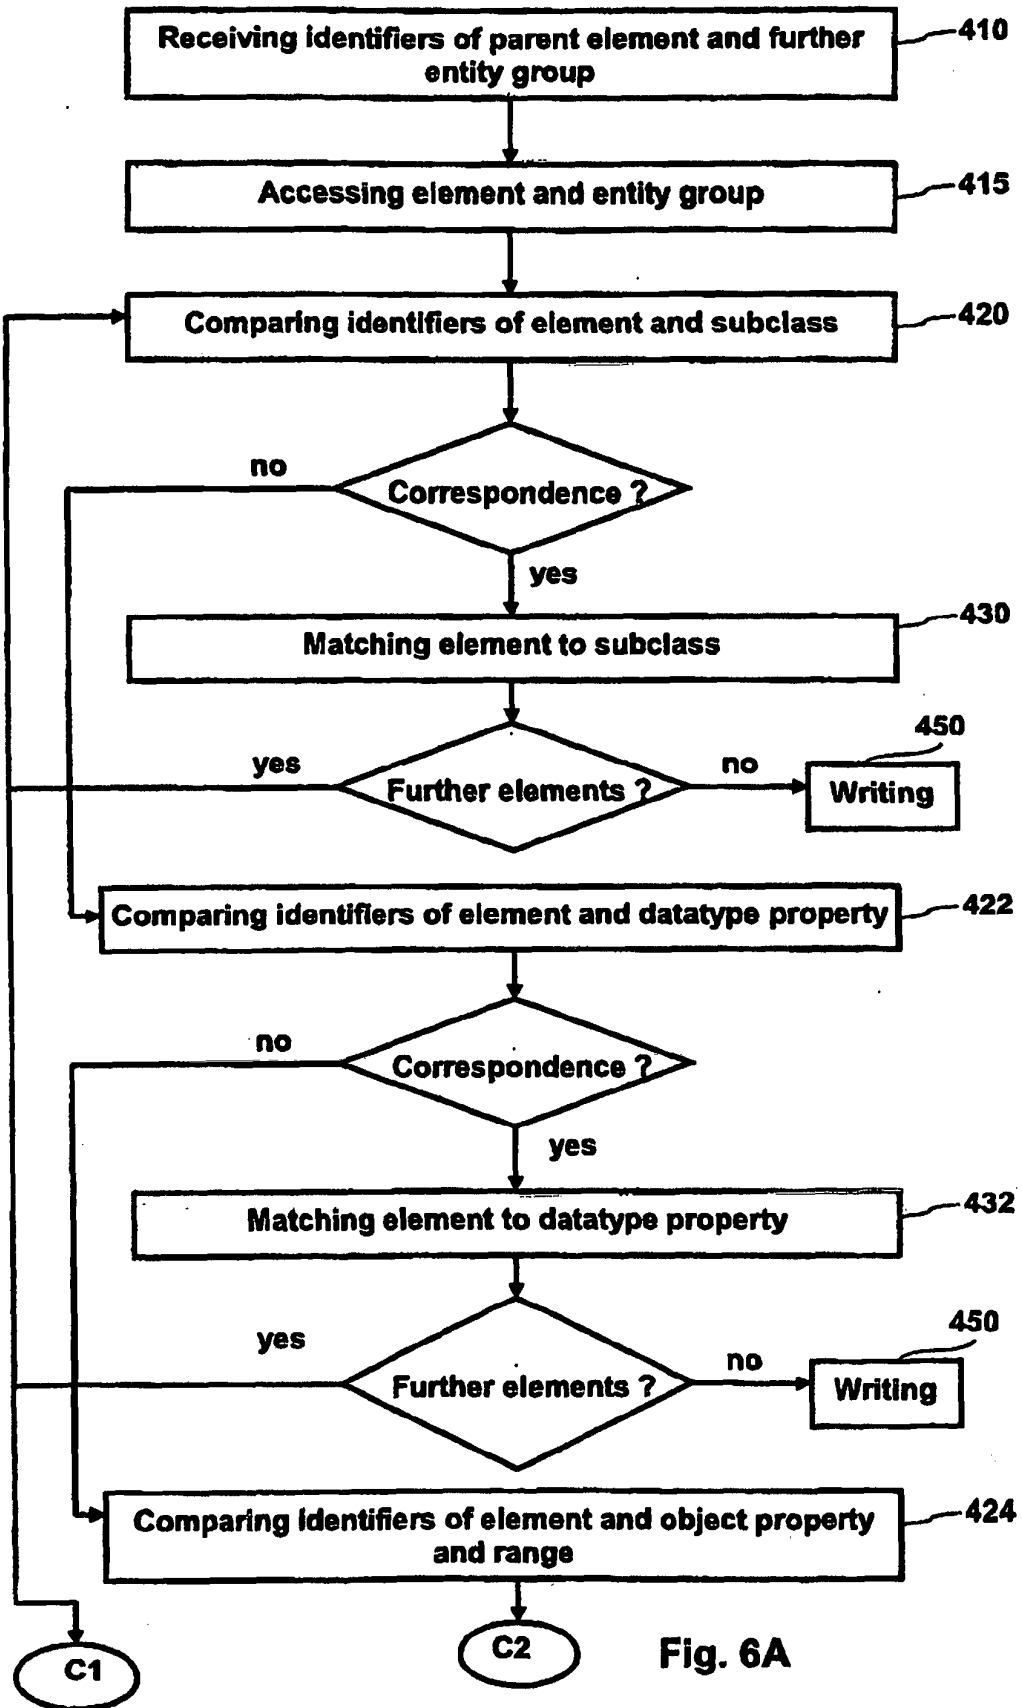 Receiving identifiers of parent element and further
entity group
410
Accessing element and entity group
415
Comparing identifiers of element and subclass
420
no
Correspondence ?
yes
430
Matching element to subclass
450
yes
Further elements ?
no
Writing
Comparing identifiers of element and datatype property
422
no
Correspondence ?
yes
432
Matching element to datatype property
450
yes
Further elements ?
no
Writing
Comparing identifiers of element and object property
and range
424
C1
C2
Fig. 6A